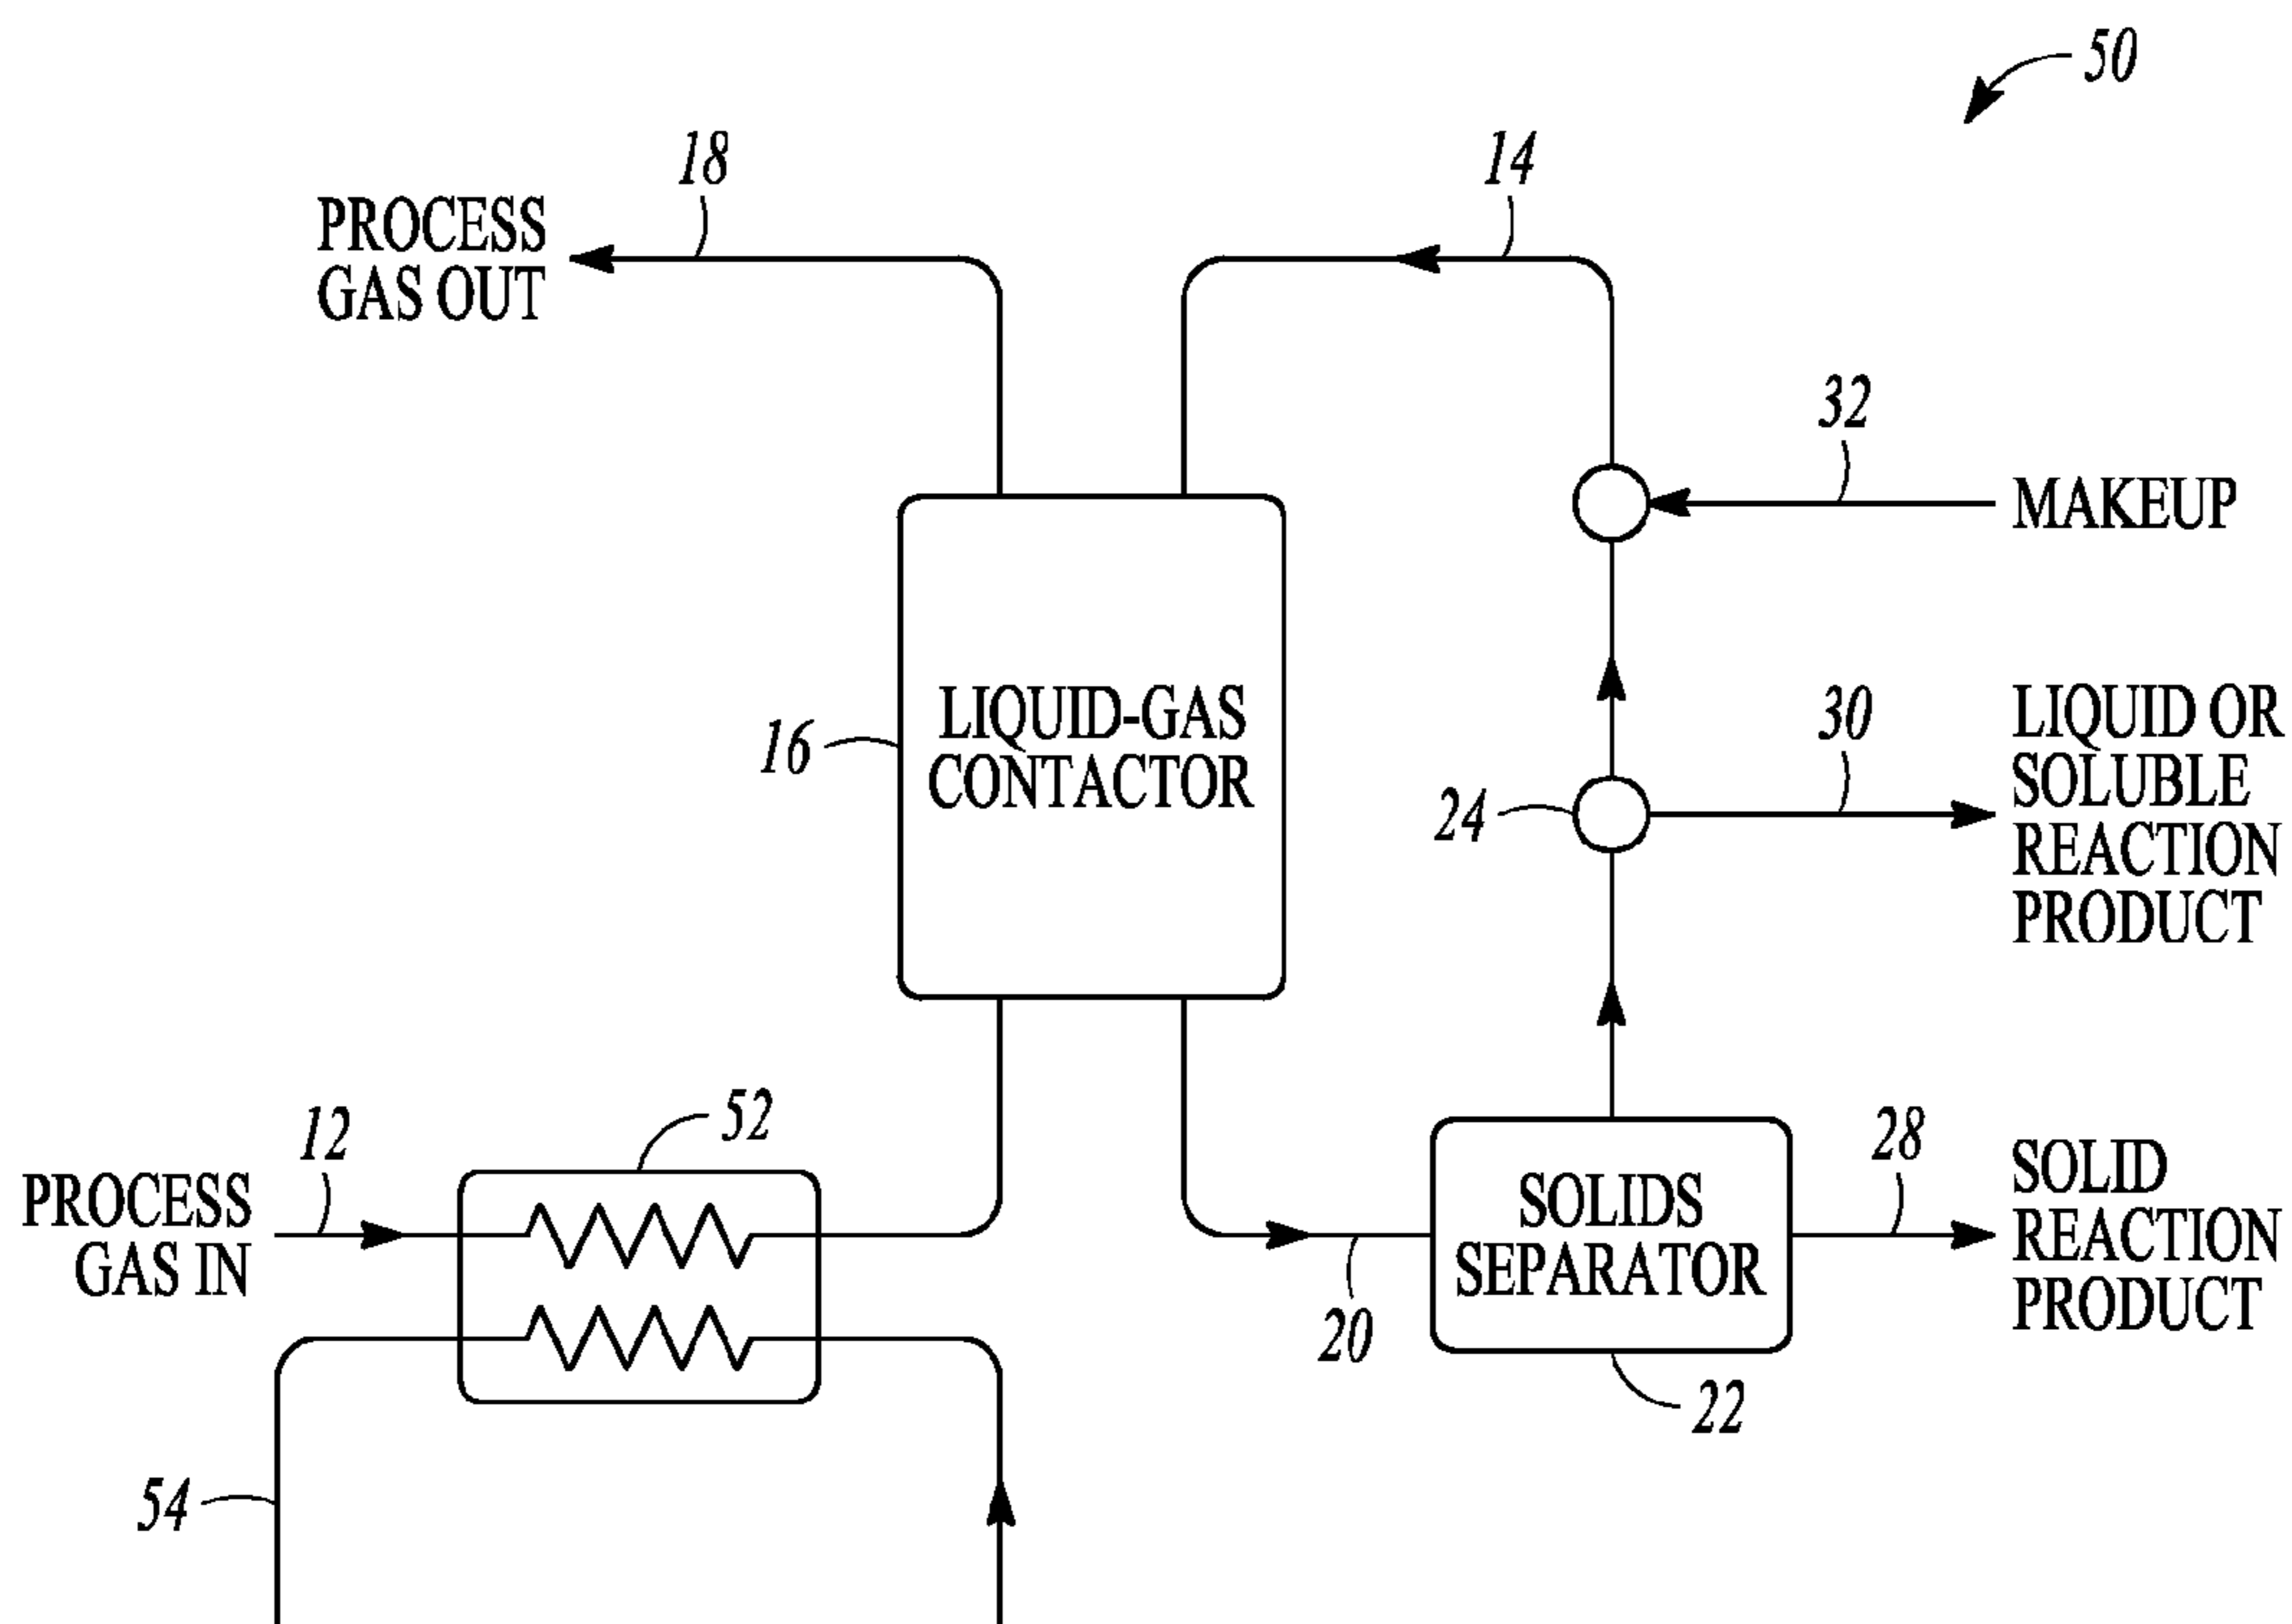 50
18
14
PROCESS
GAS OUT
32
MAKEUP
LIQUID-GAS
CONTACTOR
16
24
30
LIQUID OR
SOLUBLE
REACTION
PRODUCT
12
52
PROCESS
GAS IN
SOLIDS
SEPARATOR
28
SOLID
REACTION
PRODUCT
20
22
54